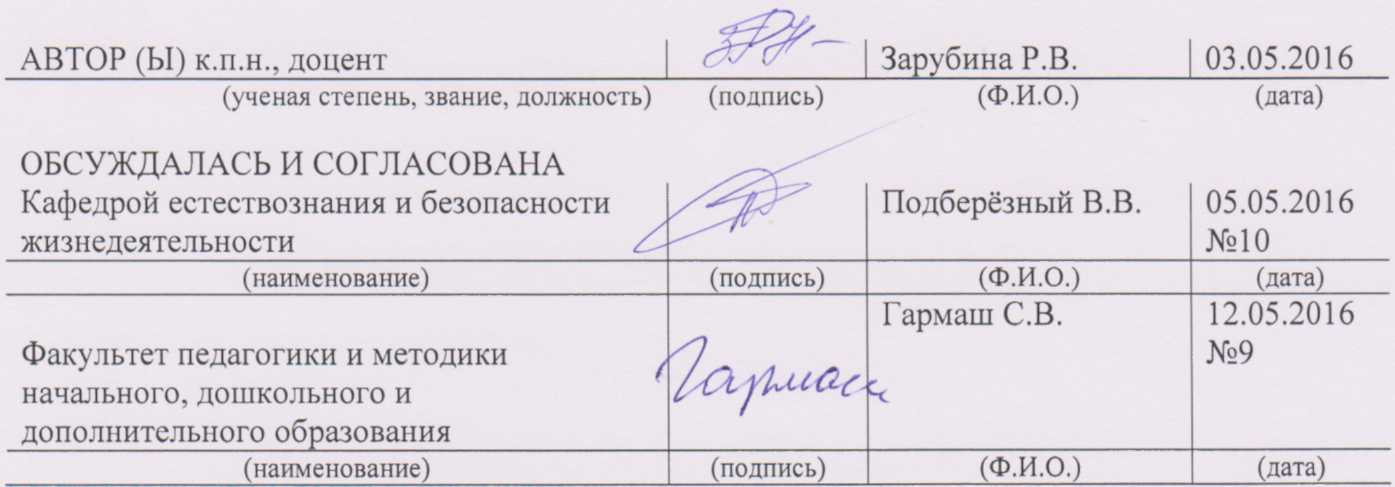 АВТОР (Ы) к.п.н., доцент Зарубина Р.В. 03.05.2016
(ученая степень, звание, должность) (подпись) (Ф.И.О.) (дата)
ОБСУЖДАЛАСЬ И СОГЛАСОВАНА
Кафедрой естествознания и безопасности Подберёзный В.В. 05.05.2016
жизнедеятельности №10
(наименование) (подпись) (Ф.И.О.) (дата)
Гармаш С.В. 12.05.2016
Факультет педагогики и методики №9
начального, дошкольного и Гармаш
дополнительного образования
(наименование) (подпись) (Ф.И.О.) (дата)